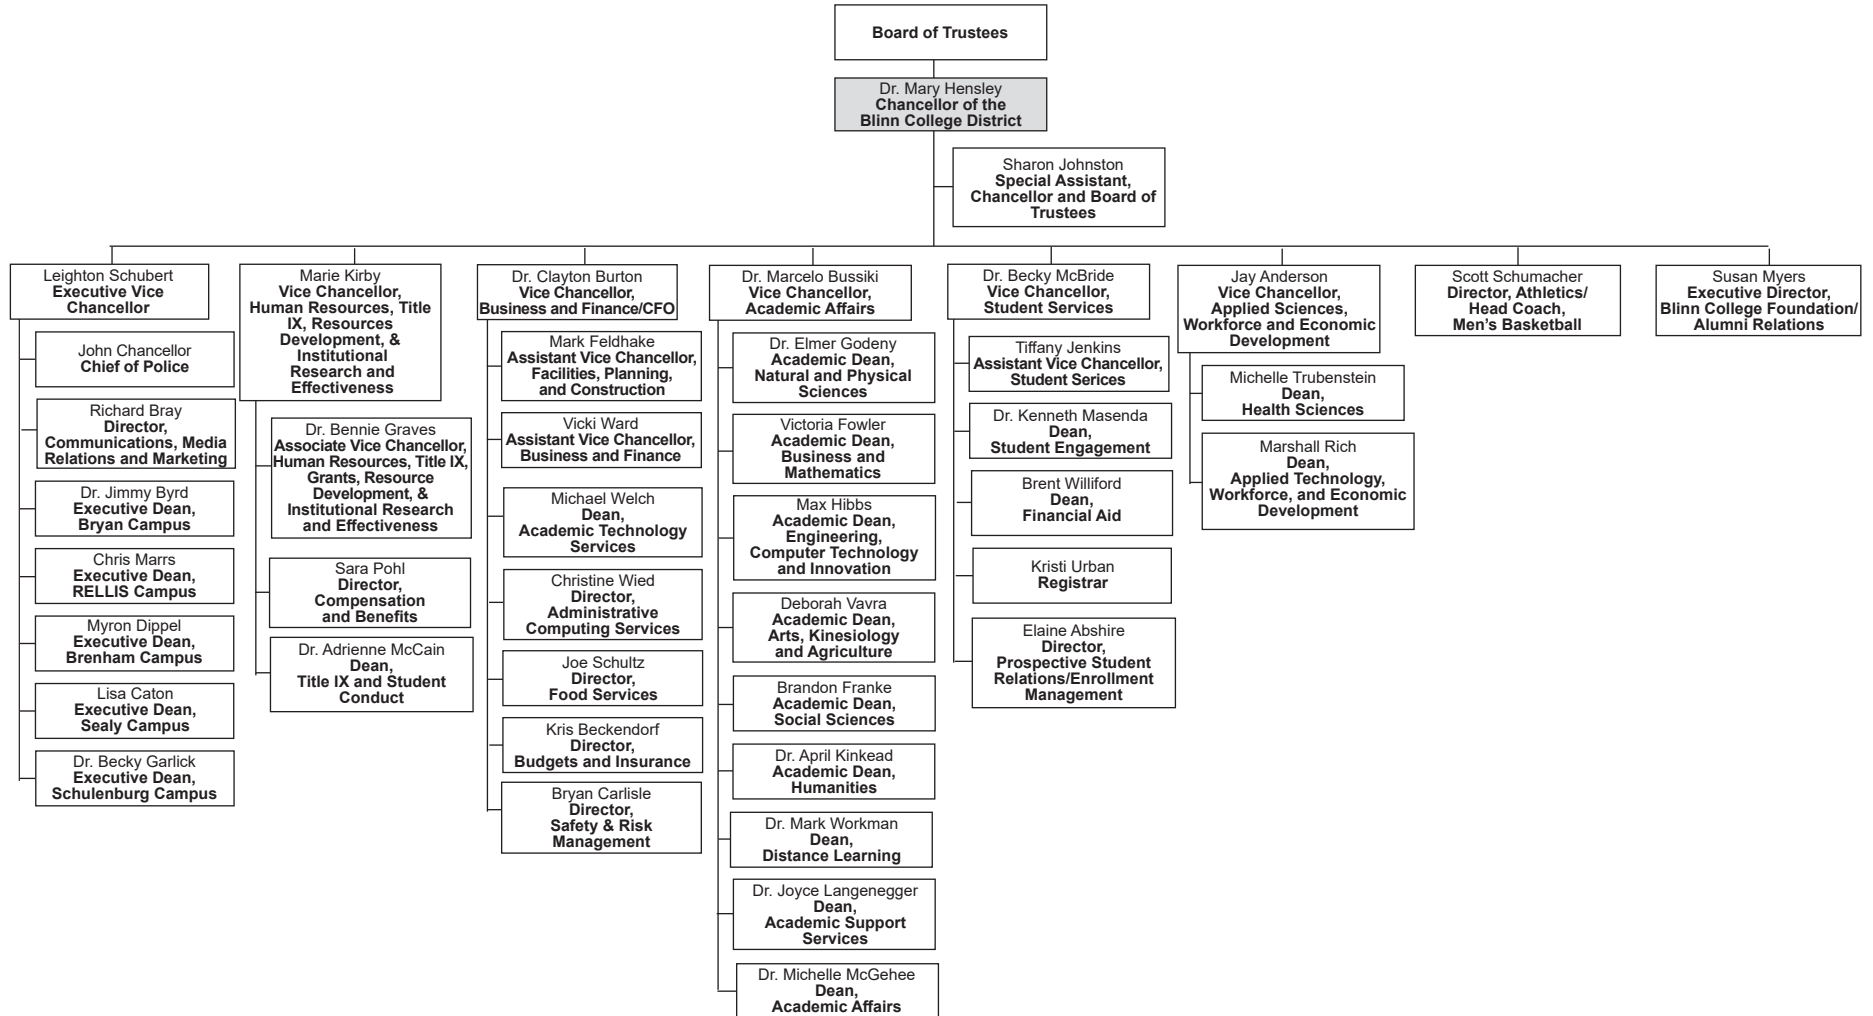 Board of Trustees
Dr. Mary Hensley
Chancellor of the
Blinn College District
Sharon Johnston
Special Assistant,
Chancellor and Board of
Trustees
Leighton Schubert
Executive Vice
Chancellor
John Chancellor
Chief of Police
Richard Bray
Director,
Communications, Media
Relations and Marketing
Dr. Jimmy Byrd
Executive Dean,
Bryan Campus
Chris Marrs
Executive Dean,
RELLIS Campus
Myron Dippel
Executive Dean,
Brenham Campus
Lisa Caton
Executive Dean,
Sealy Campus
Dr. Becky Garlick
Executive Dean,
Schulenburg Campus
Marie Kirby
Vice Chancellor,
Human Resources, Title
IX, Resources
Development, &
Institutional
Research and
Effectiveness
Dr. Bennie Graves
Associate Vice Chancellor,
Human Resources, Title IX,
Grants, Resource
Development, &
Institutional Research
and Effectiveness
Sara Pohl
Director,
Compensation
and Benefits
Dr. Adrienne McCain
Dean,
Title IX and Student
Conduct
Dr. Clayton Burton
Vice Chancellor,
Business and Finance/CFO
Mark Feldhake
Assistant Vice Chancellor,
Facilities, Planning,
and Construction
Vicki Ward
Assistant Vice Chancellor,
Business and Finance
Michael Welch
Dean,
Academic Technology
Services
Christine Wied
Director,
Administrative
Computing Services
Joe Schultz
Director,
Food Services
Kris Beckendorf
Director,
Budgets and Insurance
Bryan Carlisle
Director,
Safety & Risk
Management
Dr. Marcelo Bussiki
Vice Chancellor,
Academic Affairs
Dr. Elmer Godeny
Academic Dean,
Natural and Physical
Sciences
Victoria Fowler
Academic Dean,
Business and
Mathematics
Max Hibbs
Academic Dean,
Engineering,
Computer Technology
and Innovation
Deborah Vavra
Academic Dean,
Arts, Kinesiology
and Agriculture
Brandon Franke
Academic Dean,
Social Sciences
Dr. April Kinkead
Academic Dean,
Humanities
Dr. Mark Workman
Dean,
Distance Learning
Dr. Joyce Langenegger
Dean,
Academic Support
Services
Dr. Michelle McGehee
Dean,
Academic Affairs
Dr. Becky McBride
Vice Chancellor,
Student Services
Tiffany Jenkins
Assistant Vice Chancellor,
Student Serices
Dr. Kenneth Masenda
Dean,
Student Engagement
Brent Williford
Dean,
Financial Aid
Kristi Urban
Registrar
Elaine Abshire
Director,
Prospective Student
Relations/Enrollment
Management
Jay Anderson
Vice Chancellor,
Applied Sciences,
Workforce and Economic
Development
Michelle Trubenstein
Dean,
Health Sciences
Marshall Rich
Dean,
Applied Technology,
Workforce, and Economic
Development
Scott Schumacher
Director, Athletics/
Head Coach,
Men's Basketball
Susan Myers
Executive Director,
Blinn College Foundation/
Alumni Relations